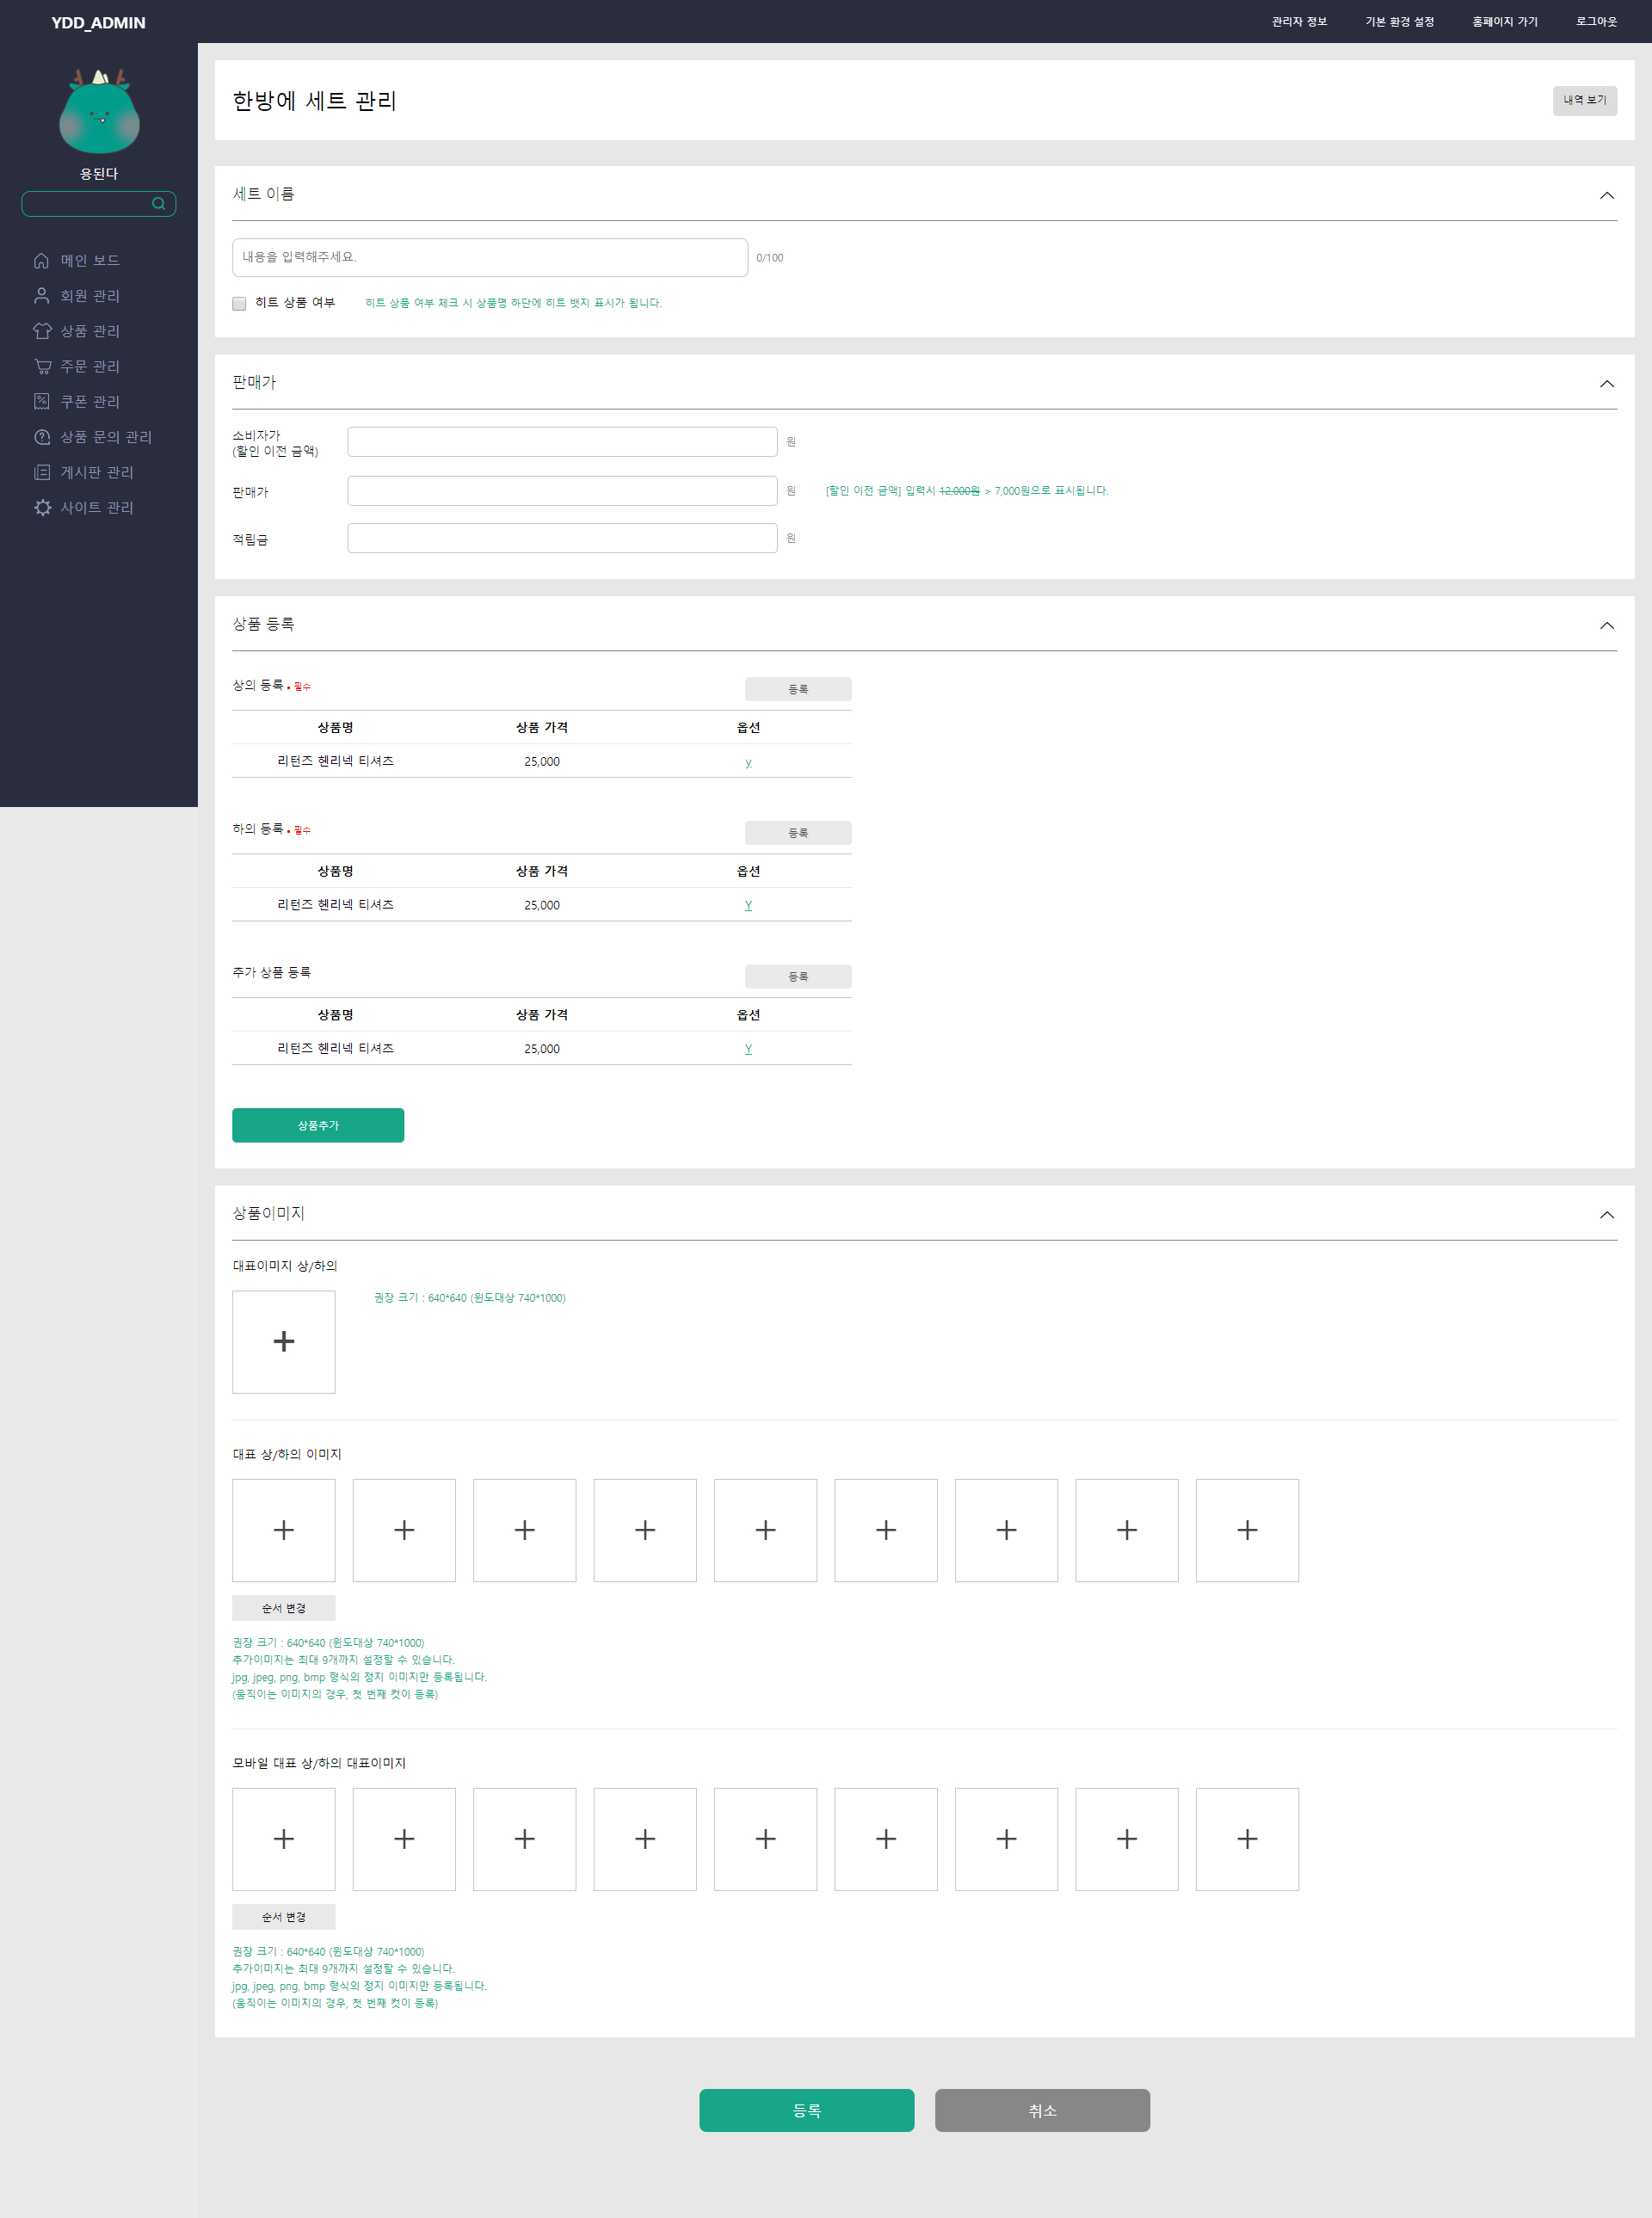 YDD_ADMIN
관리자 정보
기본 환경 설정
홈페이지 가기
로그아웃
용된다
메인 보드
회원 관리
상품 관리
주문 관리
쿠폰 관리
상품 문의 관리
게시판 관리
사이트 관리
한방에 세트 관리
내역 보기
세트 이름
내용을 입력해주세요.
0/100
히트 상품 여부
히트 상품 여부 체크 시 상품명 하단에 히트 뱃지 표시가 됩니다.
판매가
소비자가
(할인 이전 금액)
원
판매가
원
[할인 이전 금액] 입력시 12,000원 > 7,000원으로 표시됩니다.
적립금
원
상품 등록
상의 등록 • 필수
등록
상품명 상품 가격 옵션
리턴즈 헨리넥 티셔츠 25,000 y
하의 등록 • 필수
등록
상품명 상품 가격 옵션
리턴즈 헨리넥 티셔츠 25,000 Y
추가 상품 등록
등록
상품명 상품 가격 옵션
리턴즈 헨리넥 티셔츠 25,000 Y
상품추가
상품이미지
대표이미지 상/하의
권장 크기 : 640*640 (윈도대상 740*1000)
대표 상/하의 이미지
순서 변경
권장 크기 : 640*640 (윈도대상 740*1000)
추가이미지는 최대 9개까지 설정할 수 있습니다.
jpg, jpeg, png, bmp 형식의 정지 이미지만 등록됩니다.
(움직이는 이미지의 경우, 첫 번째 컷이 등록)
모바일 대표 상/하의 대표이미지
순서 변경
권장 크기 : 640*640 (윈도대상 740*1000)
추가이미지는 최대 9개까지 설정할 수 있습니다.
jpg, jpeg, png, bmp 형식의 정지 이미지만 등록됩니다.
(움직이는 이미지의 경우, 첫 번째 컷이 등록)
등록
취소